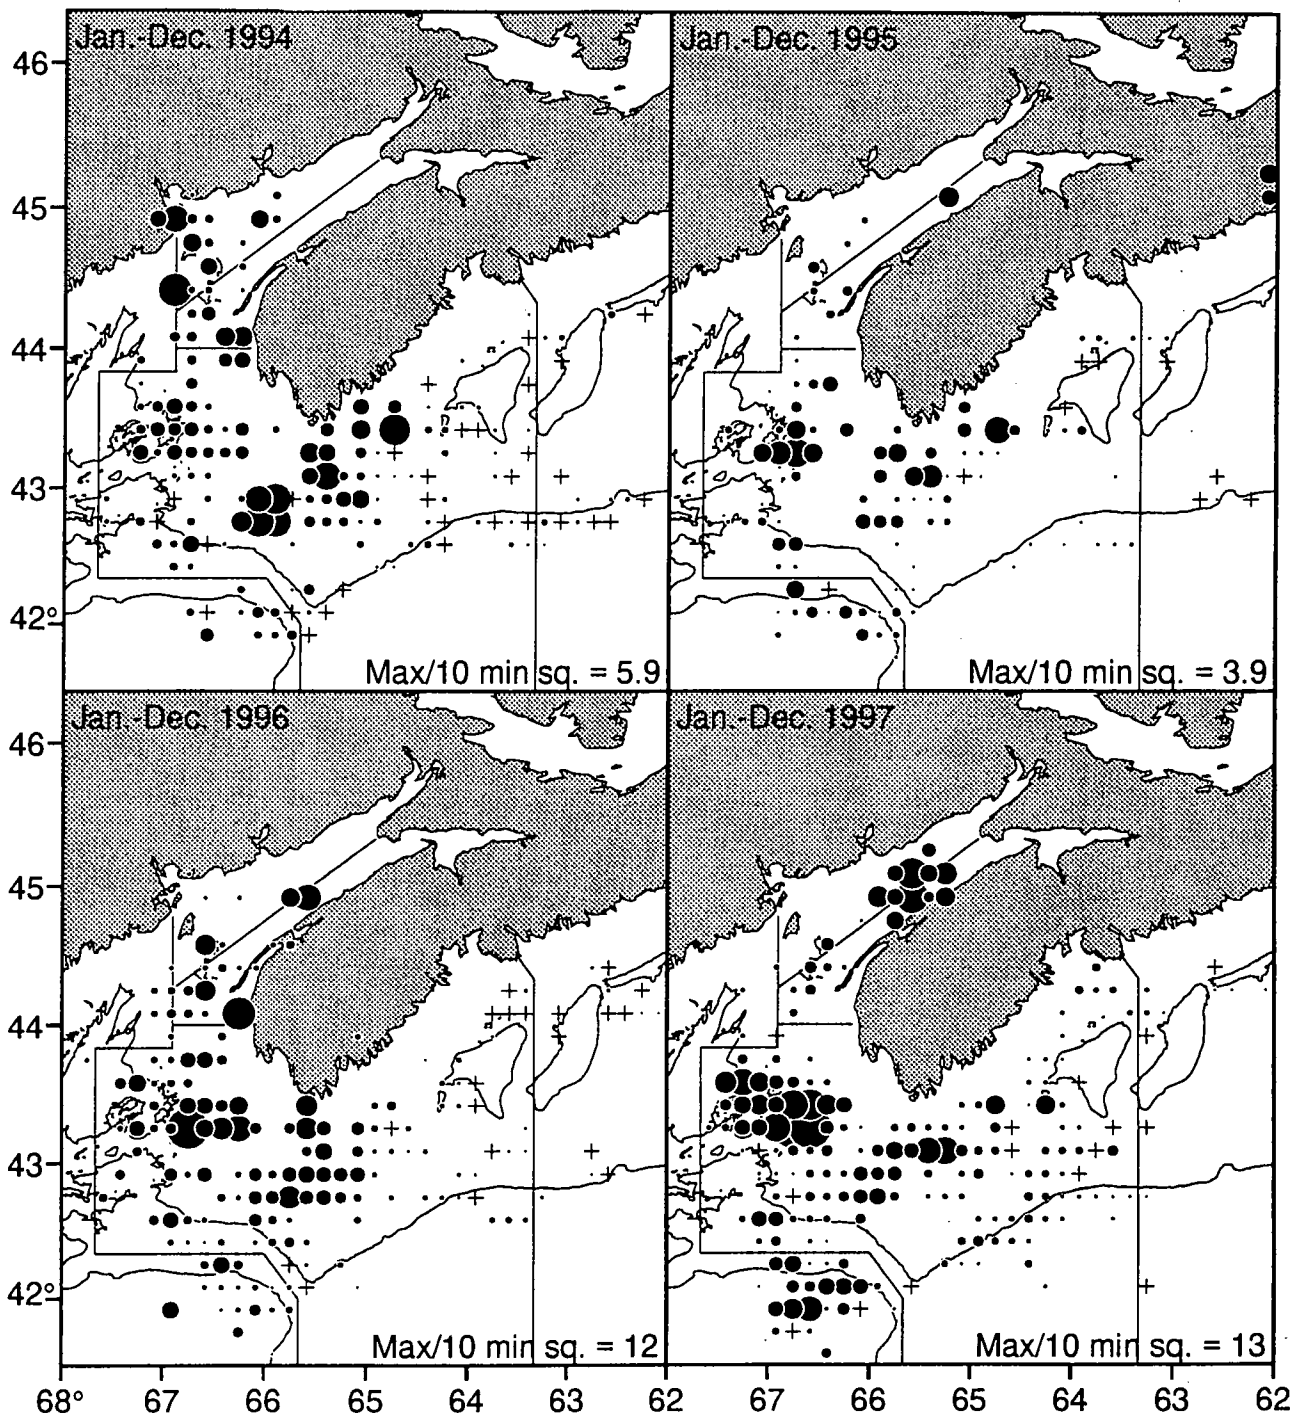 Jan.-Dec. 1994
Jan.-Dec. 1995
46
45
44
43
42°
Max/10 min sq. = 5.9
Max/10 min sq. = 3.9
Jan.-Dec. 1996
Jan.-Dec. 1997
46
45
44
43
42°
Max/10 min sq. = 12
Max/10 min sq. = 13
68° 67 66 65 64 63 62 67 66 65 64 63 62